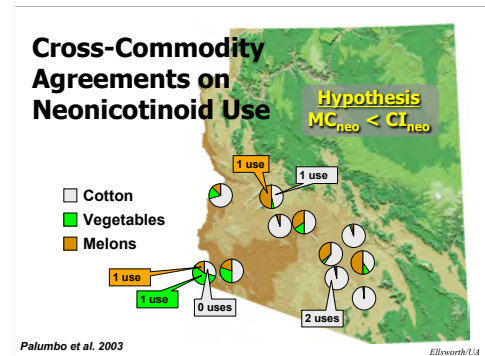 Cross-Commodity
Agreements on
Neonicotinoid Use
Hypothesis
MCneo < CIneo
1 use
1 use
Cotton
Vegetables
Melons
1 use
1 use
0 uses
2 uses
Palumbo et al. 2003
Ellsworth/UA